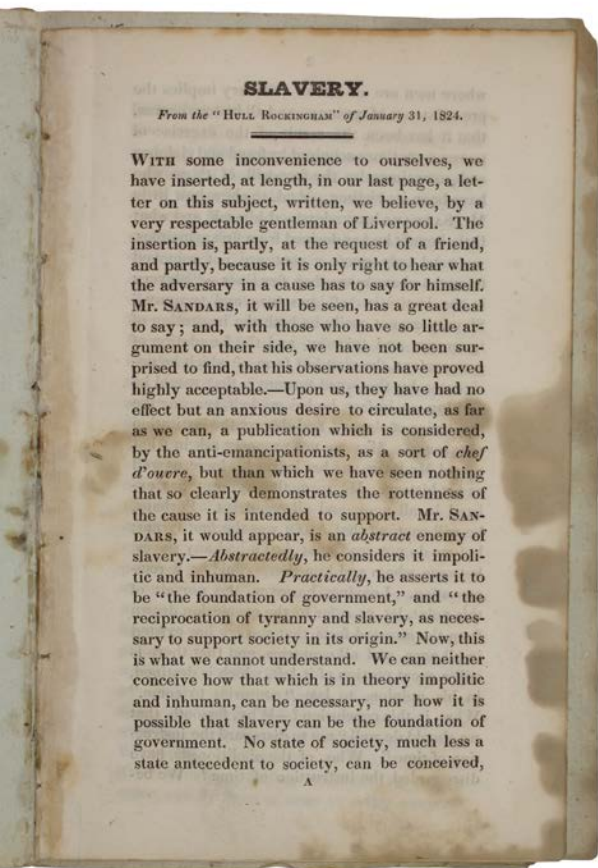 SLAVERY.
From the "HULL ROCKINGHAM" of January 31, 1824.
WITH some inconvenience to ourselves, we
have inserted, at length, in our last page, a let-
ter on this subject, written, we believe, by a
very respectable gentleman of Liverpool. The
insertion is, partly, at the request of a friend,
and partly, because it is only right to hear what
the adversary in a cause has to say for himself.
Mr. SANDARS, it will be seen, has a great deal
to say; and, with those who have so little ar-
gument on their side, we have not been sur-
prised to find, that his observations have proved
highly acceptable.—Upon us, they have had no
effect but an anxious desire to circulate, as far
as we can, a publication which is considered,
by the anti-emancipationists, as a sort of chef
d'ouvre, but than which we have seen nothing
that so clearly demonstrates the rottenness of
the cause it is intended to support. Mr. SAN-
DARS, it would appear, is an abstract enemy of
slavery.—Abstractedly, he considers it impoli-
tic and inhuman. Practically, he asserts it to
be "the foundation of government," and "the
reciprocation of tyranny and slavery, as neces-
sary to support society in its origin." Now, this
is what we cannot understand. We can neither
conceive how that which is in theory impolitic
and inhuman, can be necessary, nor how it is
possible that slavery can be the foundation of
government. No state of society, much less a
state antecedent to society, can be conceived,
A